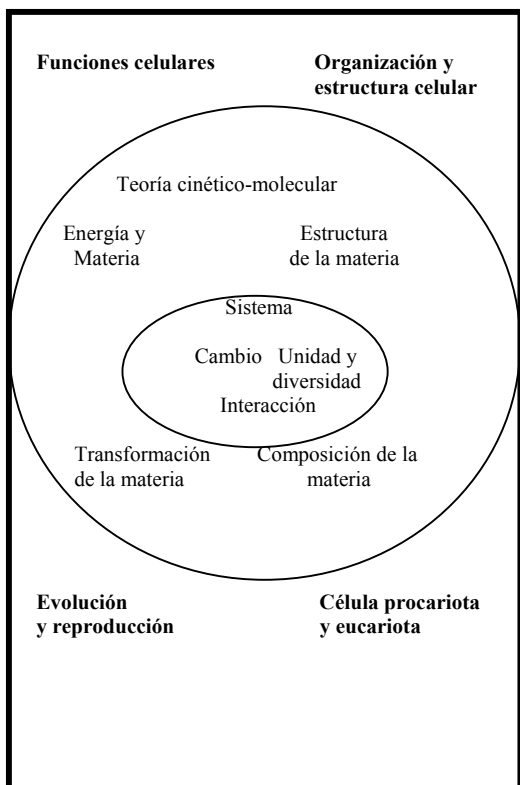 Funciones celulares
Organización y
estructura celular
Teoría cinético-molecular
Energía y
Materia
Estructura
de la materia
Sistema
Cambio
Unidad y
diversidad
Interacción
Transformación
de la materia
Composición de la
materia
Evolución
y reproducción
Célula procariota
y eucariota